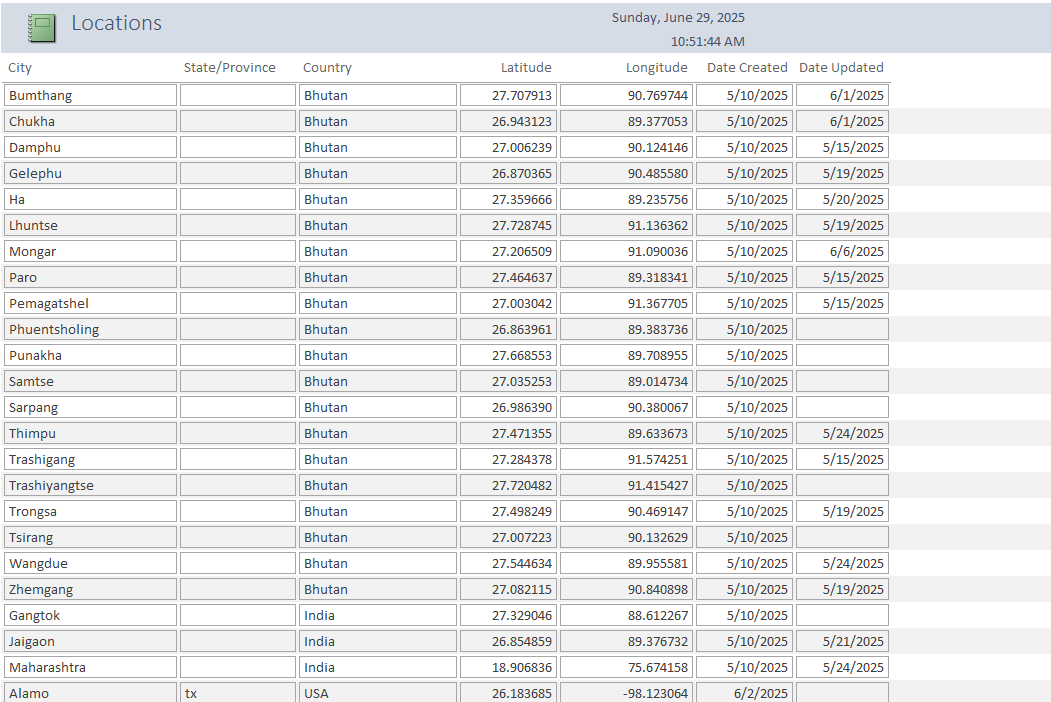 Locations
Sunday, June 29, 2025
10:51:44 AM
City State/Province Country Latitude Longitude Date Created Date Updated
Bumthang Bhutan 27.707913 90.769744 5/10/2025 6/1/2025
Chukha Bhutan 26.943123 89.377053 5/10/2025 6/1/2025
Damphu Bhutan 27.006239 90.124146 5/10/2025 5/15/2025
Gelephu Bhutan 26.870365 90.485580 5/10/2025 5/19/2025
Ha Bhutan 27.359666 89.235756 5/10/2025 5/20/2025
Lhuntse Bhutan 27.728745 91.136362 5/10/2025 5/19/2025
Mongar Bhutan 27.206509 91.090036 5/10/2025 6/6/2025
Paro Bhutan 27.464637 89.318341 5/10/2025 5/15/2025
Pemagatshel Bhutan 27.003042 91.367705 5/10/2025 5/15/2025
Phuentsholing Bhutan 26.863961 89.383736 5/10/2025
Punakha Bhutan 27.668553 89.708955 5/10/2025
Samtse Bhutan 27.035253 89.014734 5/10/2025
Sarpang Bhutan 26.986390 90.380067 5/10/2025
Thimpu Bhutan 27.471355 89.633673 5/10/2025 5/24/2025
Trashigang Bhutan 27.284378 91.574251 5/10/2025 5/15/2025
Trashiyangtse Bhutan 27.720482 91.415427 5/10/2025
Trongsa Bhutan 27.498249 90.469147 5/10/2025 5/19/2025
Tsirang Bhutan 27.007223 90.132629 5/10/2025
Wangdue Bhutan 27.544634 89.955581 5/10/2025 5/24/2025
Zhemgang Bhutan 27.082115 90.840898 5/10/2025 5/19/2025
Gangtok India 27.329046 88.612267 5/10/2025
Jaigaon India 26.854859 89.376732 5/10/2025 5/21/2025
Maharashtra India 18.906836 75.674158 5/10/2025 5/24/2025
Alamo tx USA 26.183685 -98.123064 6/2/2025